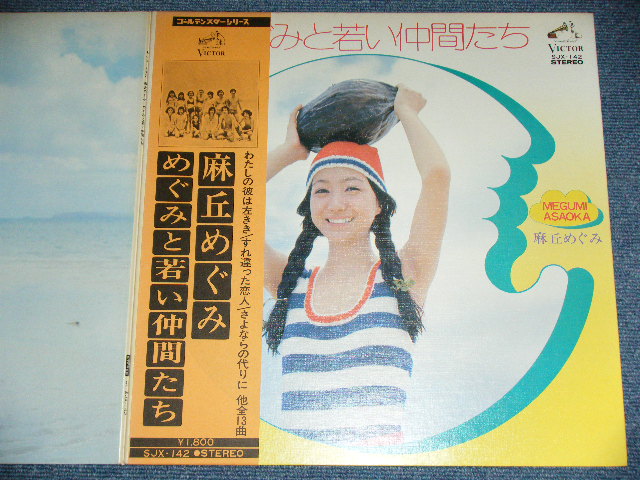 ゴールデンスターシリーズ
VICTOR
麻丘めぐみ
めぐみと若い仲間たち
わたしの彼は左きき/すれ違った恋人/さよならの代りに 他全13曲
¥1,800
SJX-142 ●STEREO
ぐみと若い仲間たち
VICTOR
SJX-142
STEREO
MEGUMI
ASAOKA
麻丘めぐみ